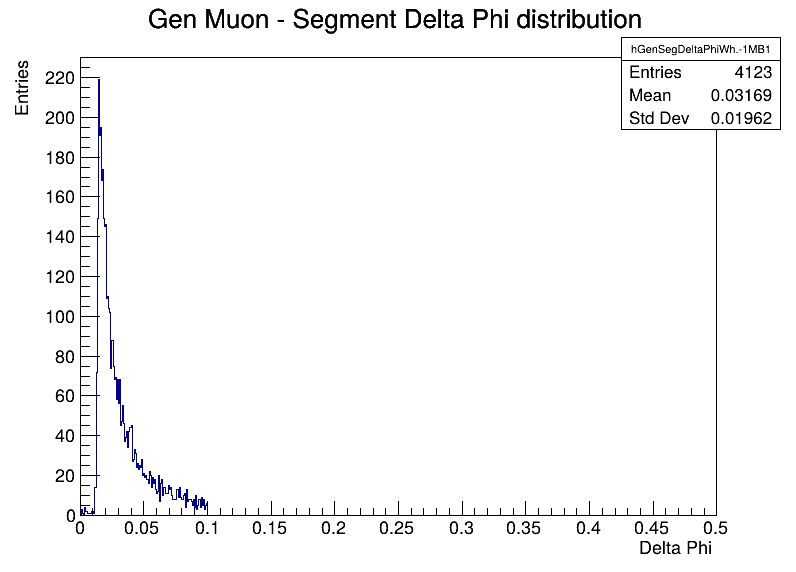 Gen Muon - Segment Delta Phi distribution
hGenSegDeltaPhiWh.-1MB1
Entries 4123
Mean 0.03169
Std Dev 0.01962
Entries
220
200
180
160
140
120
100
80
60
40
20
0
0 0.05 0.1 0.15 0.2 0.25 0.3 0.35 0.4 0.45 0.5
Delta Phi